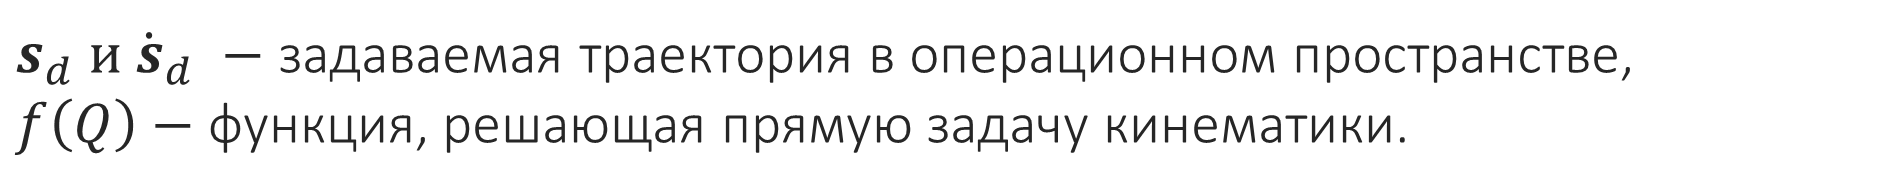 𝒔_d и 𝒔̇_d − задаваемая траектория в операционном пространстве,
f(Q) − функция, решающая прямую задачу кинематики.